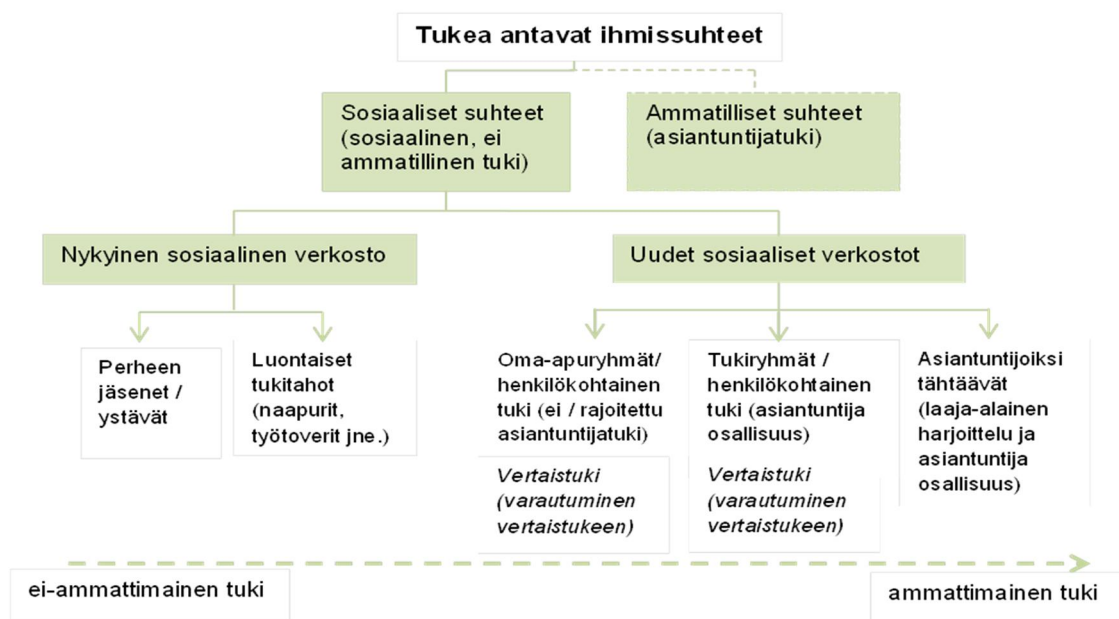 Tukea antavat ihmissuhteet
Sosiaaliset suhteet
(sosiaalinen, ei
ammatillinen tuki)
Ammatilliset suhteet
(asiantuntijatuki)
Nykyinen sosiaalinen verkosto
Uudet sosiaaliset verkostot
Perheen
jäsenet /
ystävät
Luontaiset
tukitahot
(naapurit,
työtoverit jne.)
Oma-apuryhmät/
henkilökohtainen
tuki (ei / rajoitettu
asiantuntijatuki)
Vertaistuki
(varautuminen
vertaistukeen)
Tukiryhmät /
henkilökohtainen
tuki (asiantuntija
osallisuus)
Vertaistuki
(varautuminen
vertaistukeen)
Asiantuntijoiksi
tähtäävät
(laaja-alainen
harjoittelu ja
asiantuntija
osallisuus)
ei-ammattimainen tuki
ammattimainen tuki